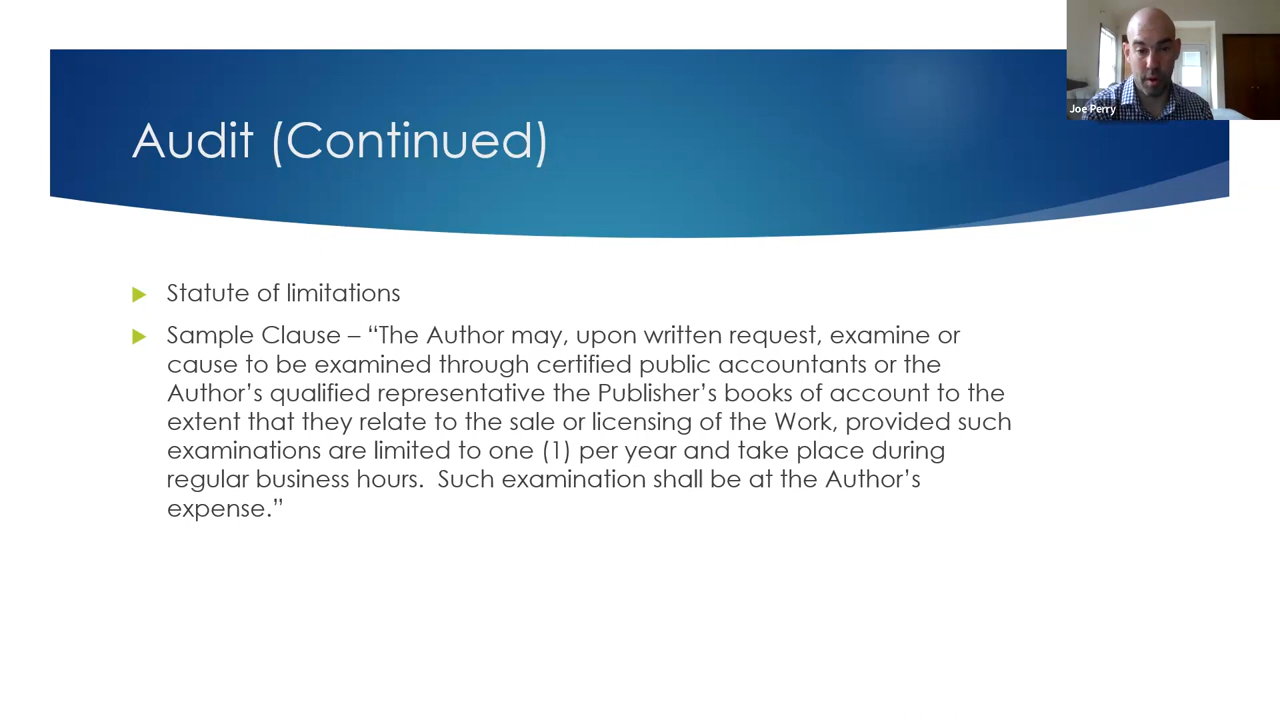 Joe Perry
Audit (Continued)
Statute of limitations
Sample Clause – “The Author may, upon written request, examine or
cause to be examined through certified public accountants or the
Author’s qualified representative the Publisher’s books of account to the
extent that they relate to the sale or licensing of the Work, provided such
examinations are limited to one (1) per year and take place during
regular business hours.  Such examination shall be at the Author’s
expense.”